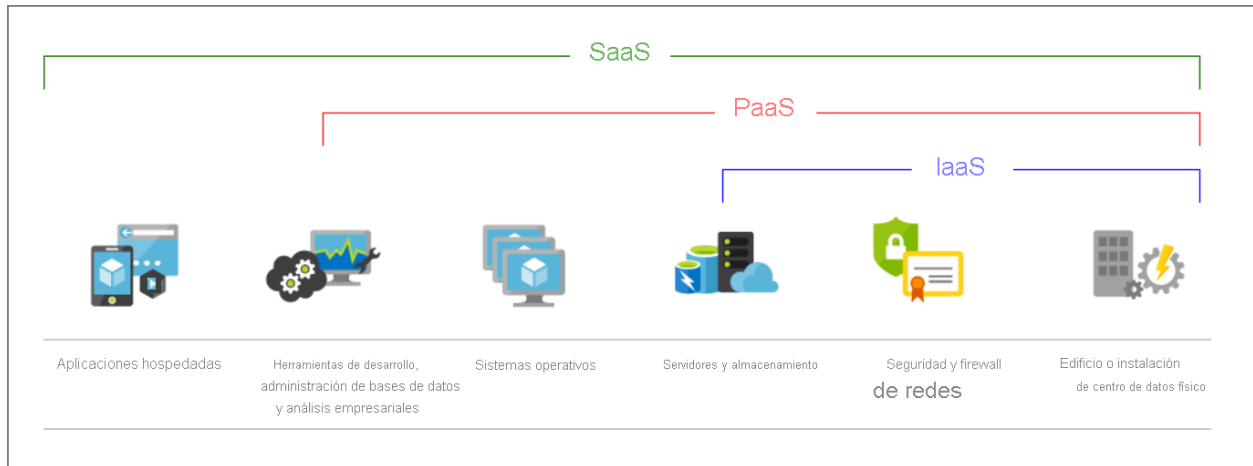 SaaS
PaaS
IaaS
Aplicaciones hospedadas
Herramientas de desarrollo,
administración de bases de datos
y análisis empresariales
Sistemas operativos
Servidores y almacenamiento
Seguridad y firewall
de redes
Edificio o instalación
de centro de datos físico